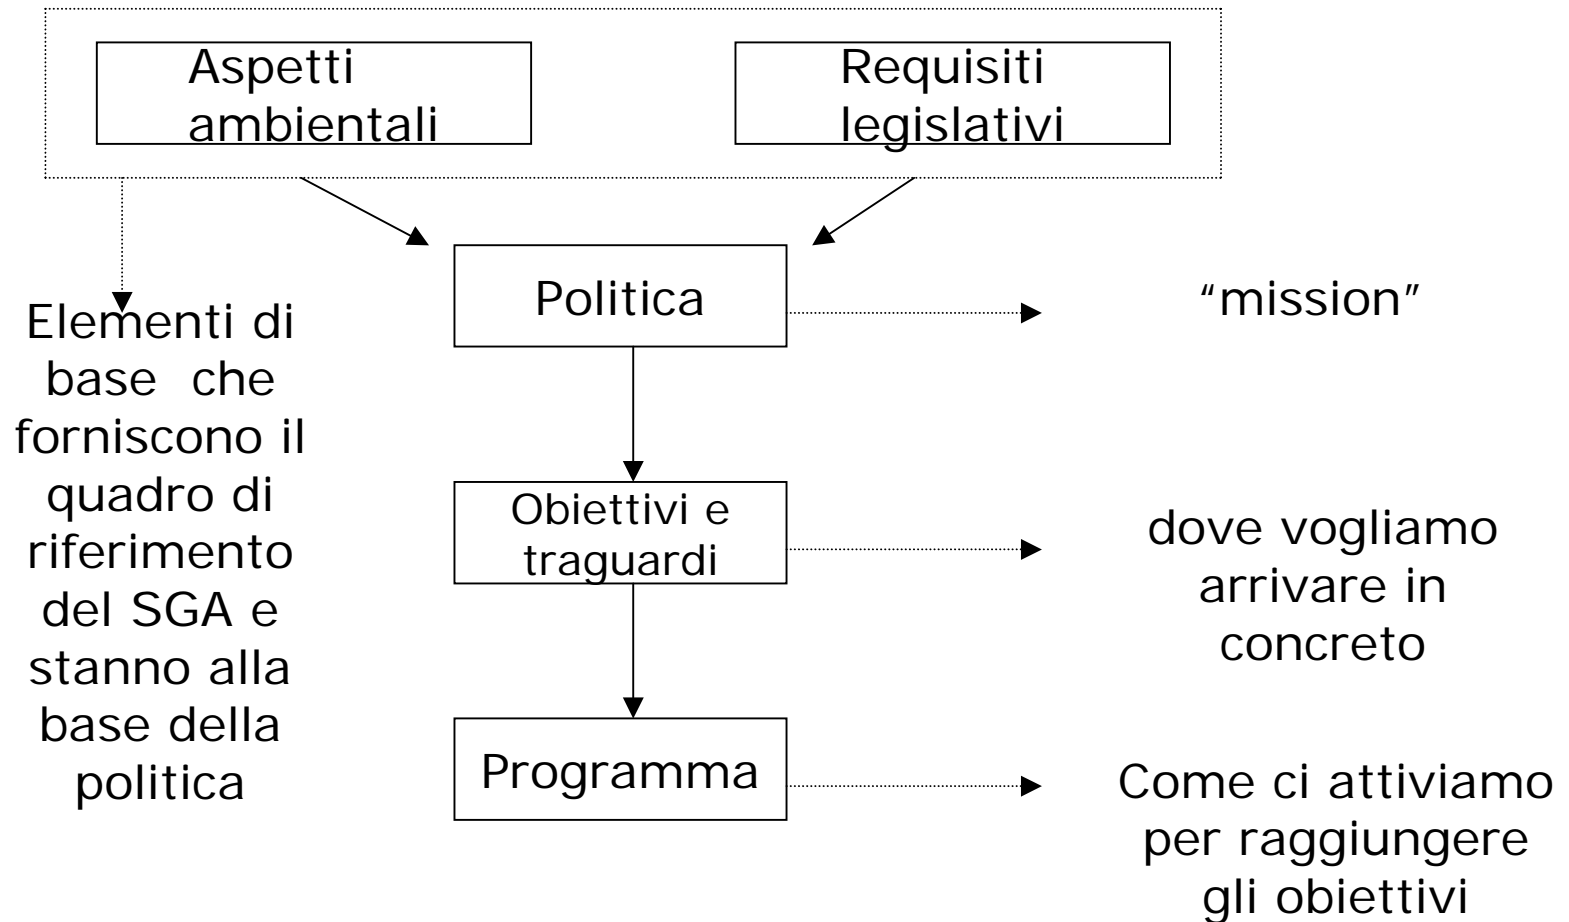 Aspetti
ambientali
Requisiti
legislativi
Elementi di
base che
forniscono il
quadro di
riferimento
del SGA e
stanno alla
base della
politica
Politica
“mission”
Obiettivi e
traguardi
dove vogliamo
arrivare in
concreto
Programma
Come ci attiviamo
per raggiungere
gli obiettivi